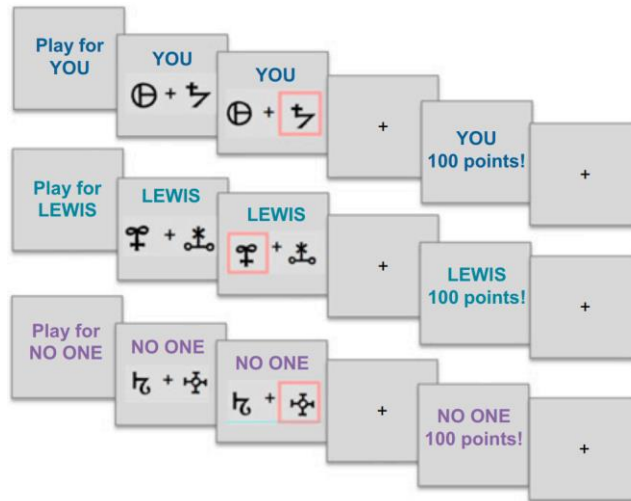 Play for
YOU
YOU
+
YOU
+
+
YOU
100 points!
+
Play for
LEWIS
LEWIS
+
LEWIS
+
+
LEWIS
100 points!
+
Play for
NO ONE
NO ONE
+
NO ONE
+
+
NO ONE
100 points!
+